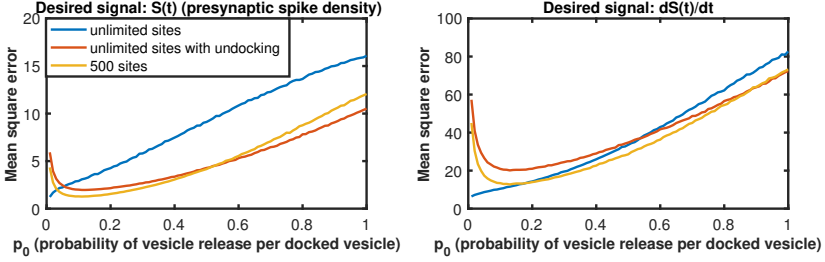 Desired signal: S(t) (presynaptic spike density)
20
15
10
5
0
Mean square error
unlimited sites
unlimited sites with undocking
500 sites
0 0.2 0.4 0.6 0.8 1
p0 (probability of vesicle release per docked vesicle)
Desired signal: dS(t)/dt
100
80
60
40
20
0
Mean square error
0 0.2 0.4 0.6 0.8 1
p0 (probability of vesicle release per docked vesicle)